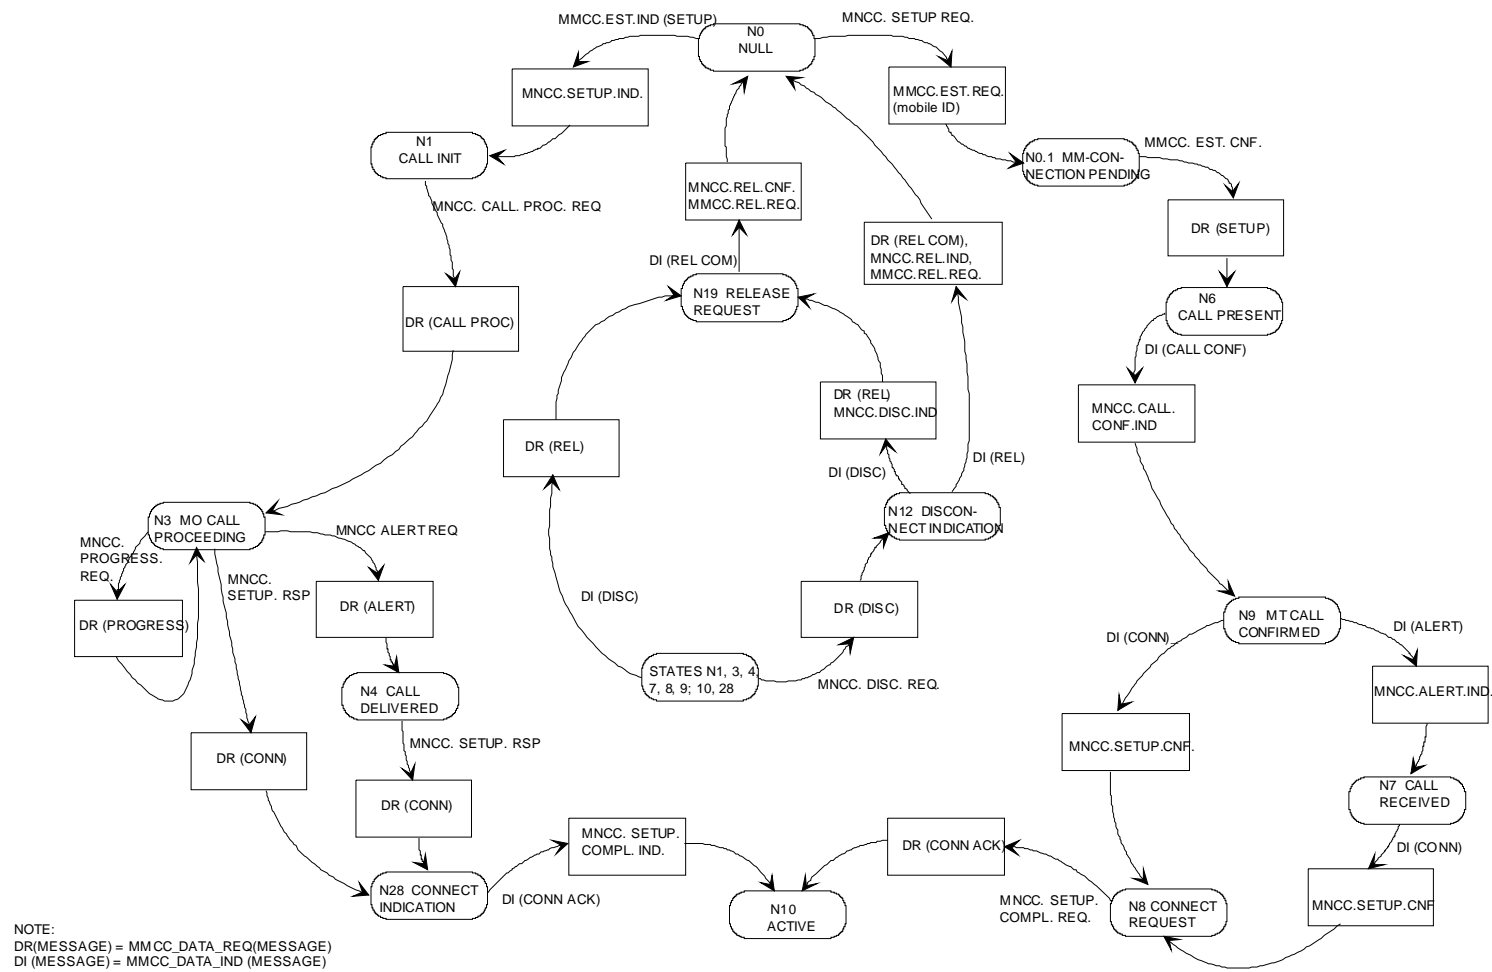 MMCC.EST.IND (SETUP)
N0
NULL
MNCC. SETUP REQ.
MNCC.SETUP.IND.
MMCC.EST.REQ.
(mobile ID)
N1
CALL INIT
N0.1 MM-CON-
NECTION PENDING
MMCC. EST. CNF.
MNCC. CALL. PROC. REQ
MNCC.REL.CNF.
MMCC.REL.REQ.
DR (SETUP)
DR (REL COM),
MNCC.REL.IND,
MMCC.REL.REQ.
DI (REL COM)
N19 RELEASE
REQUEST
N6
CALL PRESENT
DR (CALL PROC)
DI (CALL CONF)
DR (REL)
MNCC.DISC.IND
MNCC.CALL.
CONF.IND
DR (REL)
DI (DISC)
DI (REL)
N12 DISCON-
NECT INDICATION
N3 MO CALL
PROCEEDING
MNCC ALERT REQ
MNCC.
PROGRESS.
REQ.
MNCC.
SETUP. RSP
DI (DISC)
DR (ALERT)
DR (DISC)
DR (PROGRESS)
N9 MT CALL
CONFIRMED
DI (ALERT)
DI (CONN)
STATES N1, 3, 4,
7, 8, 9; 10, 28
MNCC. DISC. REQ.
N4 CALL
DELIVERED
MNCC.ALERT.IND.
MNCC. SETUP. RSP
DR (CONN)
MNCC.SETUP.CNF.
N7 CALL
RECEIVED
DR (CONN)
MNCC. SETUP.
COMPL. IND.
DR (CONN ACK)
DI (CONN)
N28 CONNECT
INDICATION
DI (CONN ACK)
N10
ACTIVE
MNCC. SETUP.
COMPL. REQ.
N8 CONNECT
REQUEST
MNCC.SETUP.CNF
NOTE:
DR(MESSAGE) = MMCC_DATA_REQ(MESSAGE)
DI (MESSAGE) = MMCC_DATA_IND (MESSAGE)